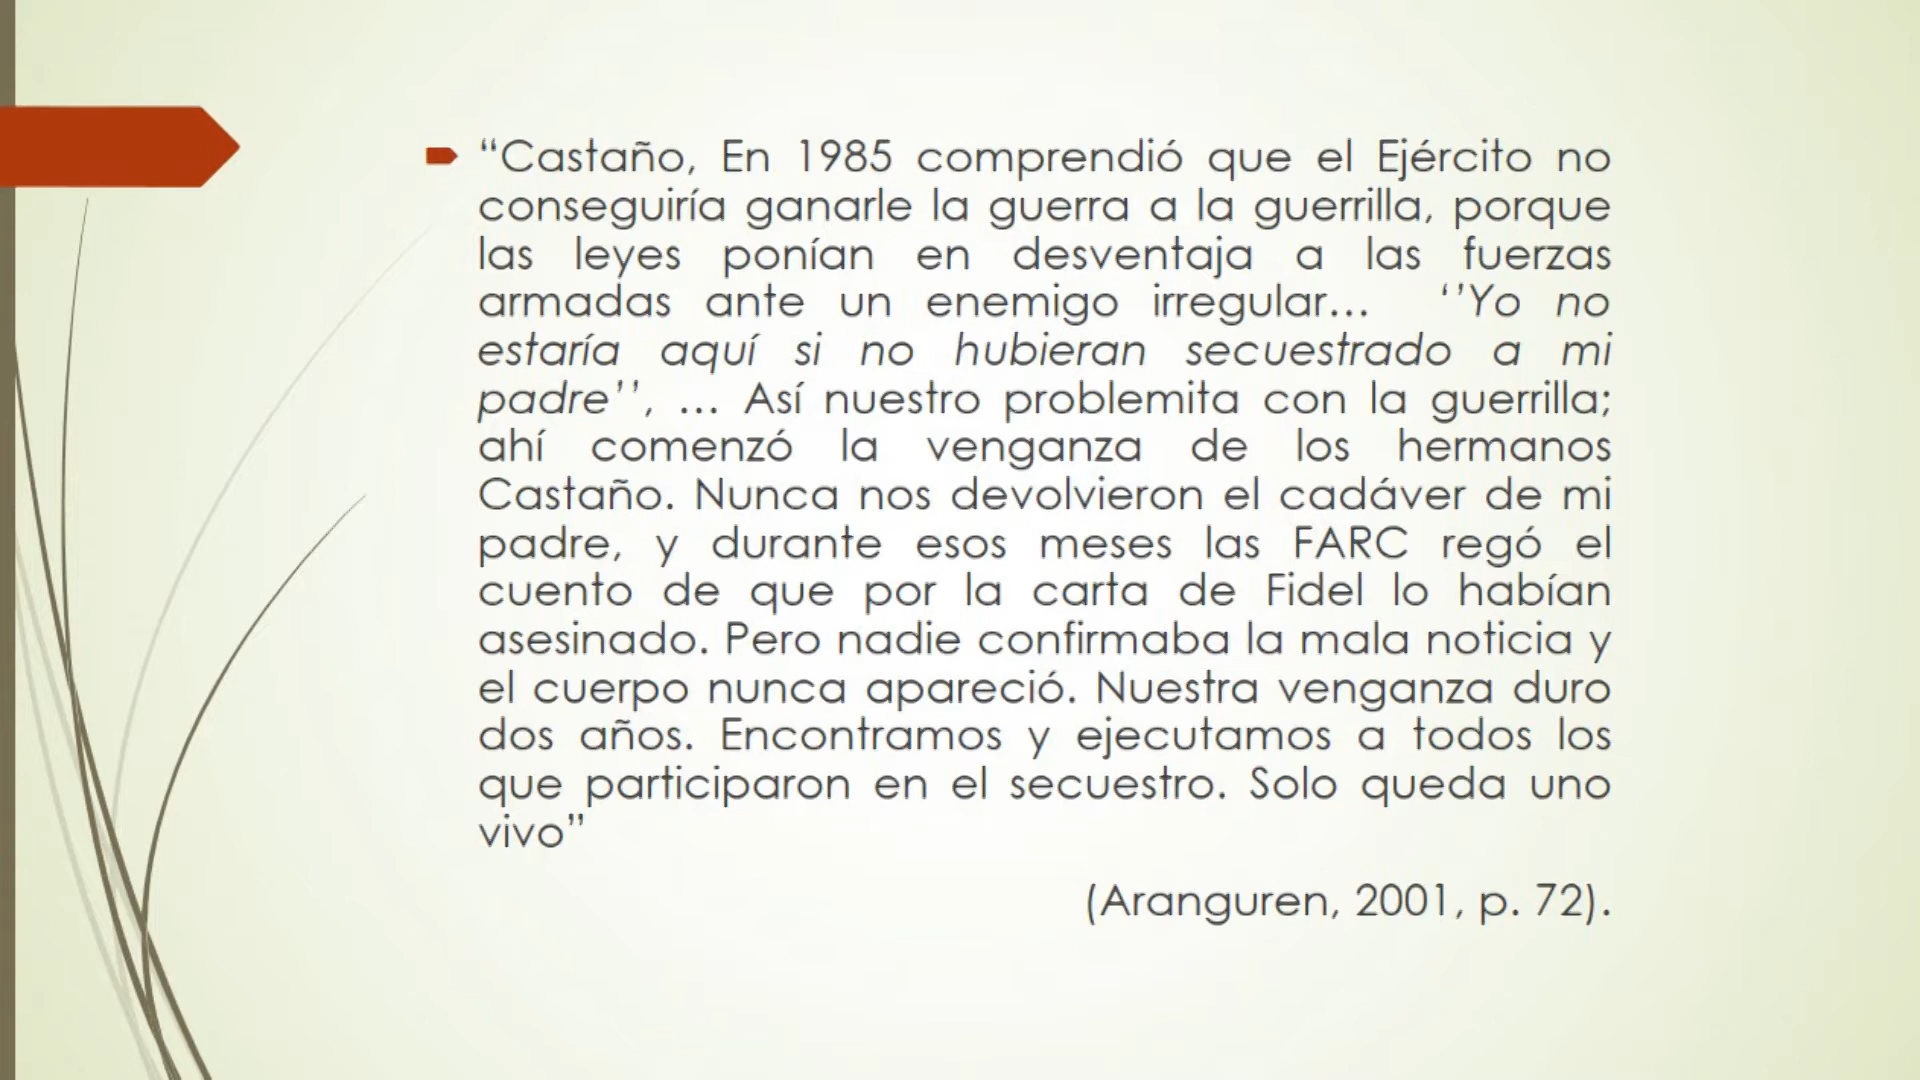 “Castaño, En 1985 comprendió que el Ejército no
conseguiría ganarle la guerra a la guerrilla, porque
las leyes ponían en desventaja a las fuerzas
armadas ante un enemigo irregular… ‘’Yo no
estaría aquí si no hubieran secuestrado a mi
padre’’, … Así nuestro problemita con la guerrilla;
ahí comenzó la venganza de los hermanos
Castaño. Nunca nos devolvieron el cadáver de mi
padre, y durante esos meses las FARC regó el
cuento de que por la carta de Fidel lo habían
asesinado. Pero nadie confirmaba la mala noticia y
el cuerpo nunca apareció. Nuestra venganza duro
dos años. Encontramos y ejecutamos a todos los
que participaron en el secuestro. Solo queda uno
vivo”
(Aranguren, 2001, p. 72).